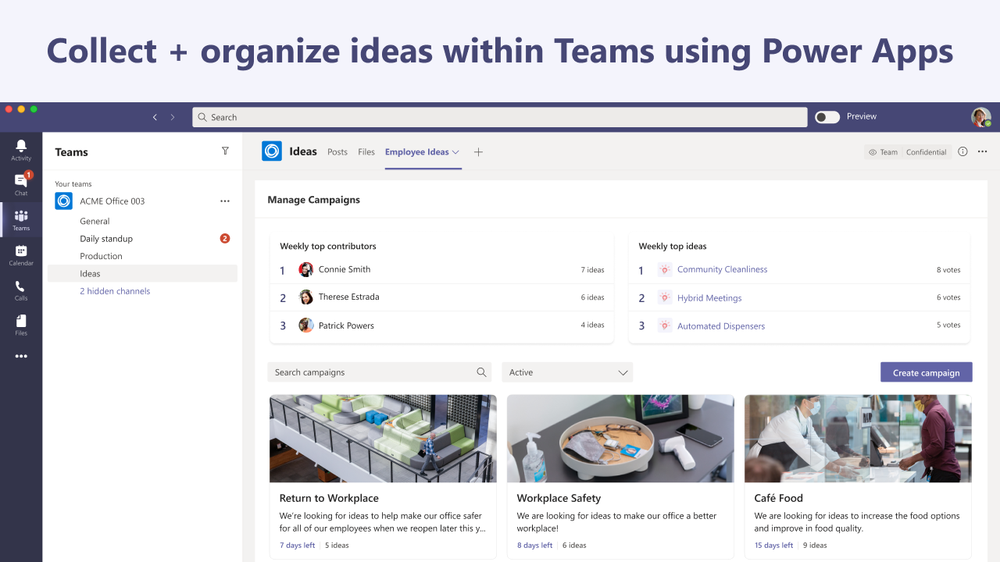 Collect + organize ideas within Teams using Power Apps
Search
Preview
Activity
1
Chat
Teams
Calendar
Calls
Files
Teams
Your teams
ACME Office 003
General
Daily standup
2
Production
Ideas
2 hidden channels
Ideas
Posts
Files
Employee Ideas
Team
Confidential
Manage Campaigns
Weekly top contributors
1 Connie Smith 7 ideas
2 Therese Estrada 6 ideas
3 Patrick Powers 4 ideas
Weekly top ideas
1 Community Cleanliness 8 votes
2 Hybrid Meetings 6 votes
3 Automated Dispensers 5 votes
Search campaigns
Active
Create campaign
Return to Workplace
We're looking for ideas to help make our office safer
for all of our employees when we reopen later this y...
7 days left | 5 ideas
Workplace Safety
We are looking for ideas to make our office a better
workplace!
8 days left | 6 ideas
Café Food
We are looking for ideas to increase the food options
and improve in food quality.
15 days left | 9 ideas